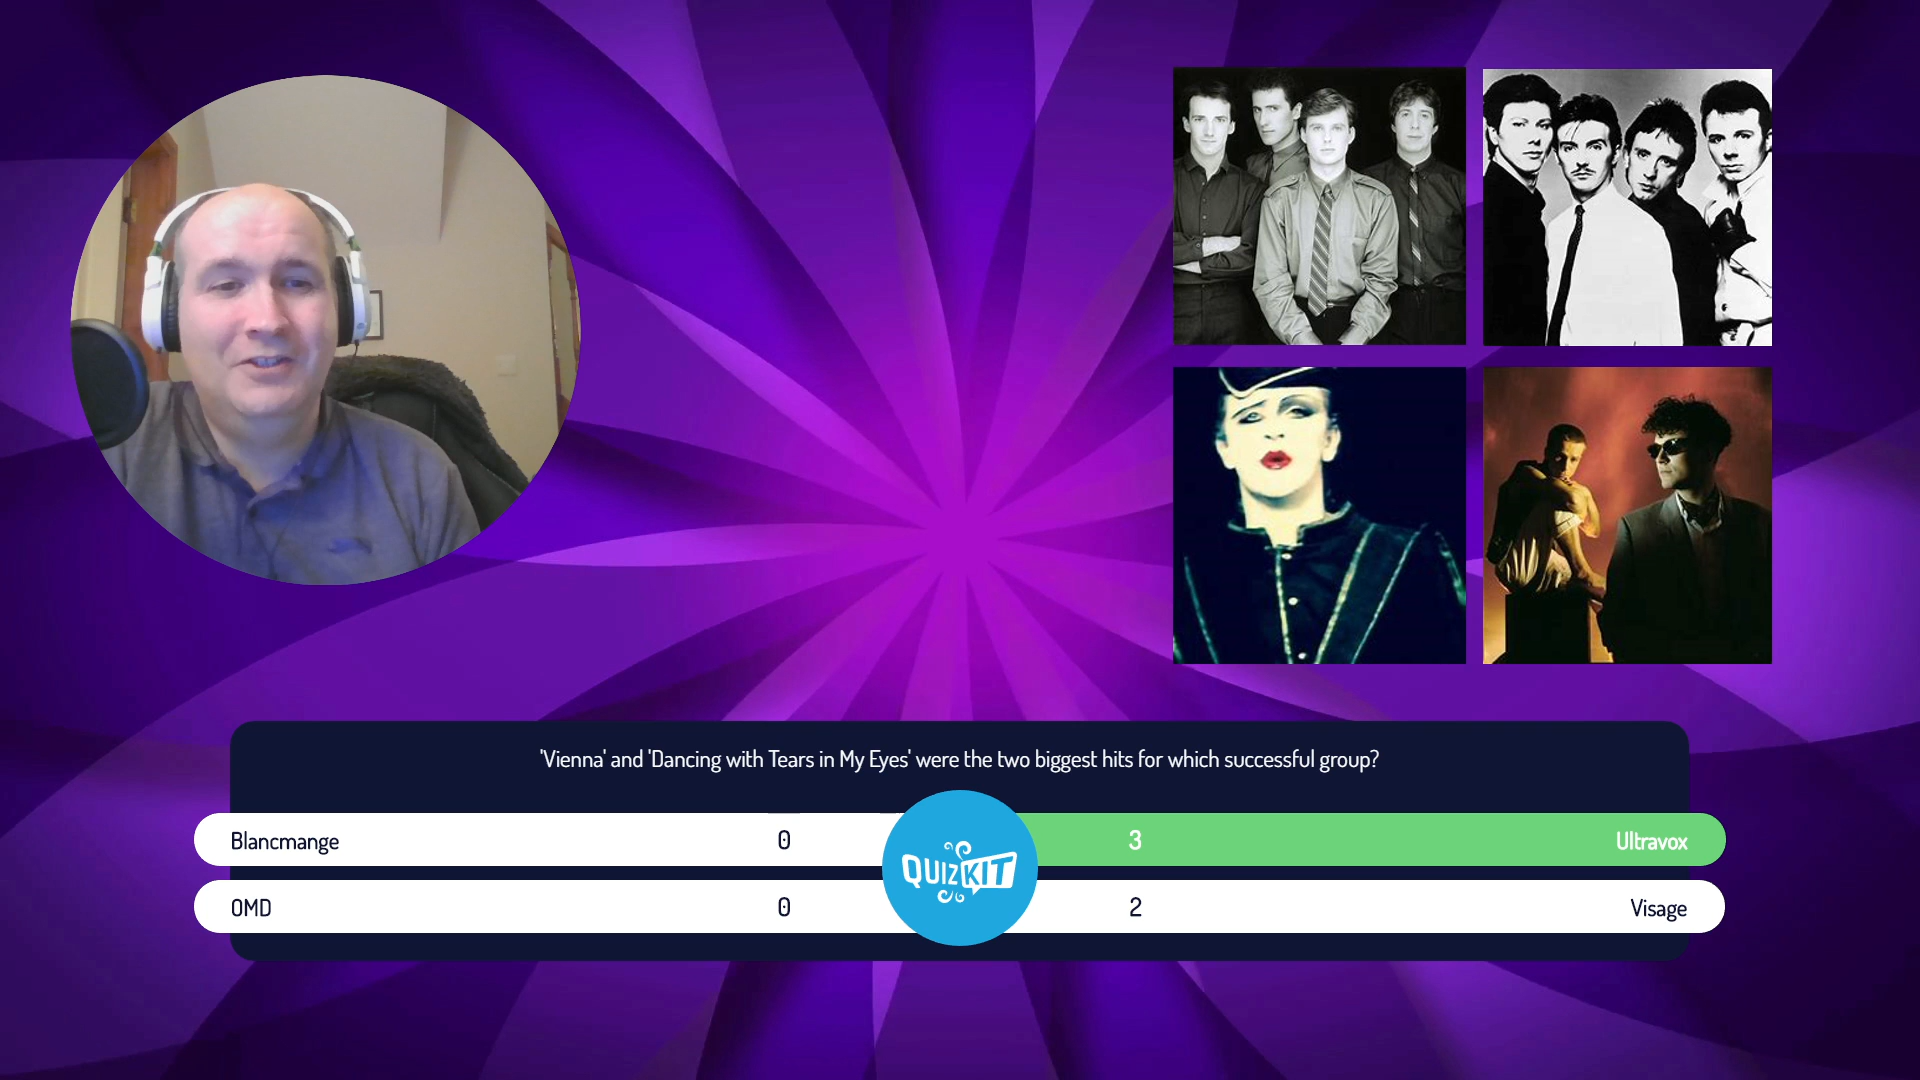 'Vienna' and 'Dancing with Tears in My Eyes' were the two biggest hits for which successful group?
Blancmange 0 3 Ultravox
QUIZKIT
OMD 0 2 Visage